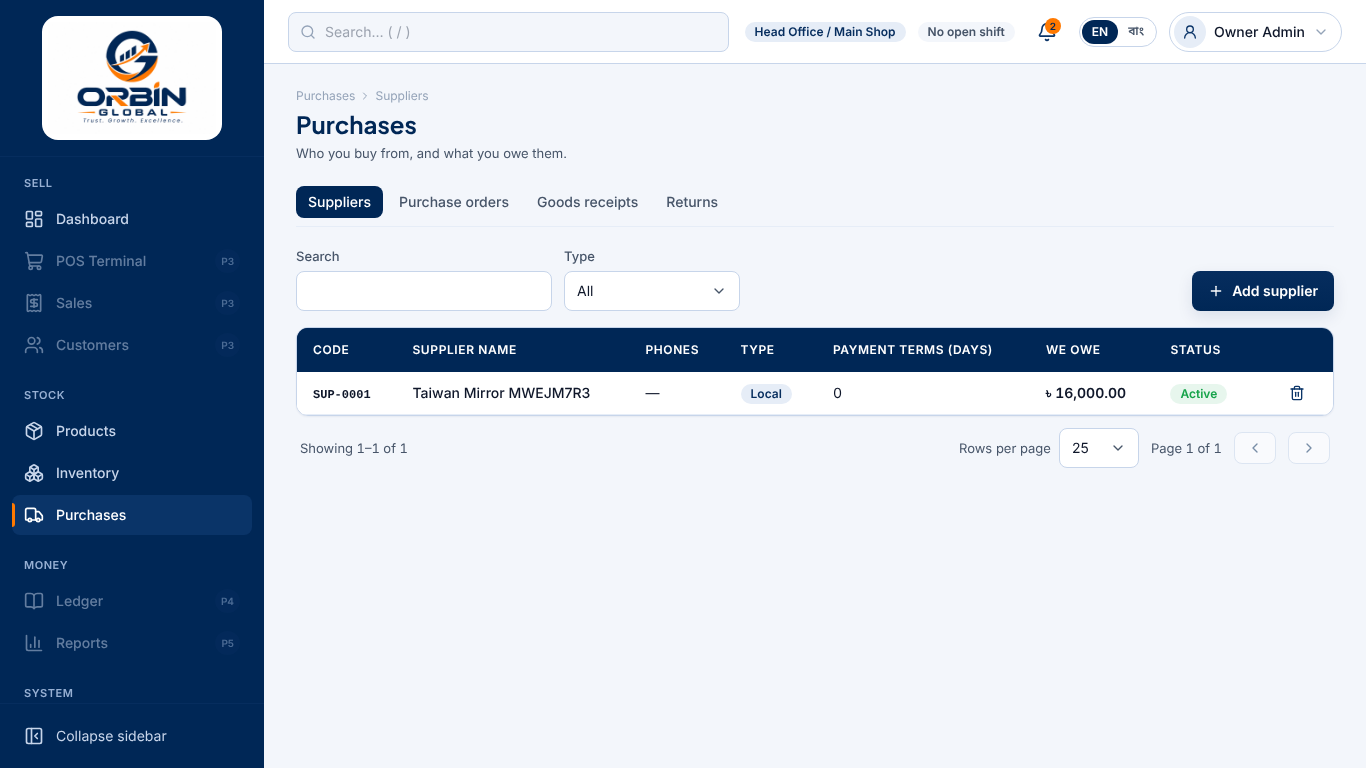 ORBIN
GLOBAL
Trust. Growth. Excellence.
SELL
Dashboard
POS Terminal P3
Sales P3
Customers P3
STOCK
Products
Inventory
Purchases
MONEY
Ledger P4
Reports P5
SYSTEM
Collapse sidebar
Search... ( / )
Head Office / Main Shop
No open shift
2
EN বাং
Owner Admin
Purchases > Suppliers
Purchases
Who you buy from, and what you owe them.
Suppliers Purchase orders Goods receipts Returns
Search Type
All
+ Add supplier
CODE SUPPLIER NAME PHONES TYPE PAYMENT TERMS (DAYS) WE OWE STATUS
SUP-0001 Taiwan Mirror MWEJM7R3 — Local 0 ৳ 16,000.00 Active
Showing 1–1 of 1 Rows per page 25 Page 1 of 1